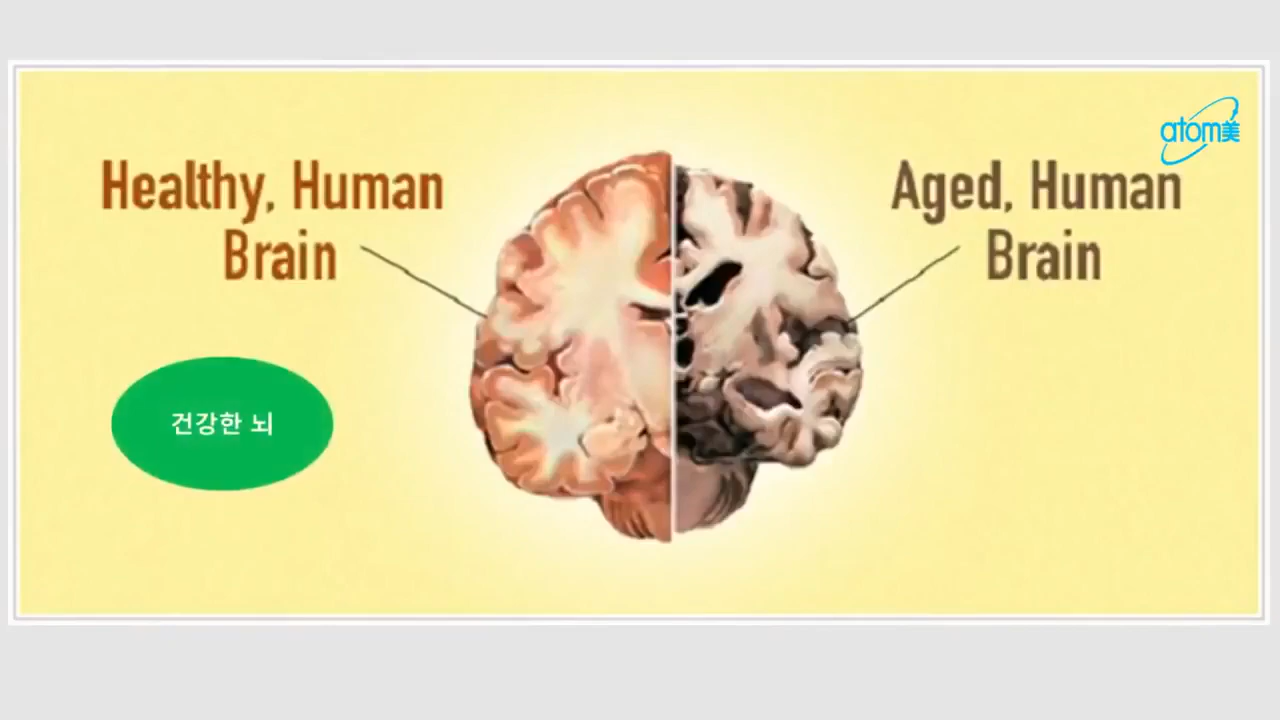 Healthy, Human
Brain
Aged, Human
Brain
atom美
건강한 뇌